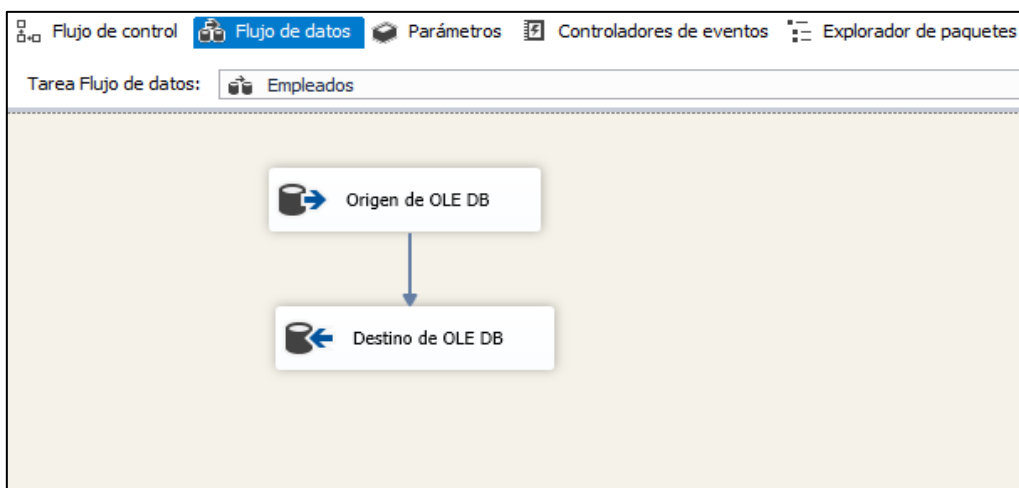 Flujo de control Flujo de datos Parámetros Controladores de eventos Explorador de paquetes
Tarea Flujo de datos: Empleados
Origen de OLE DB
Destino de OLE DB